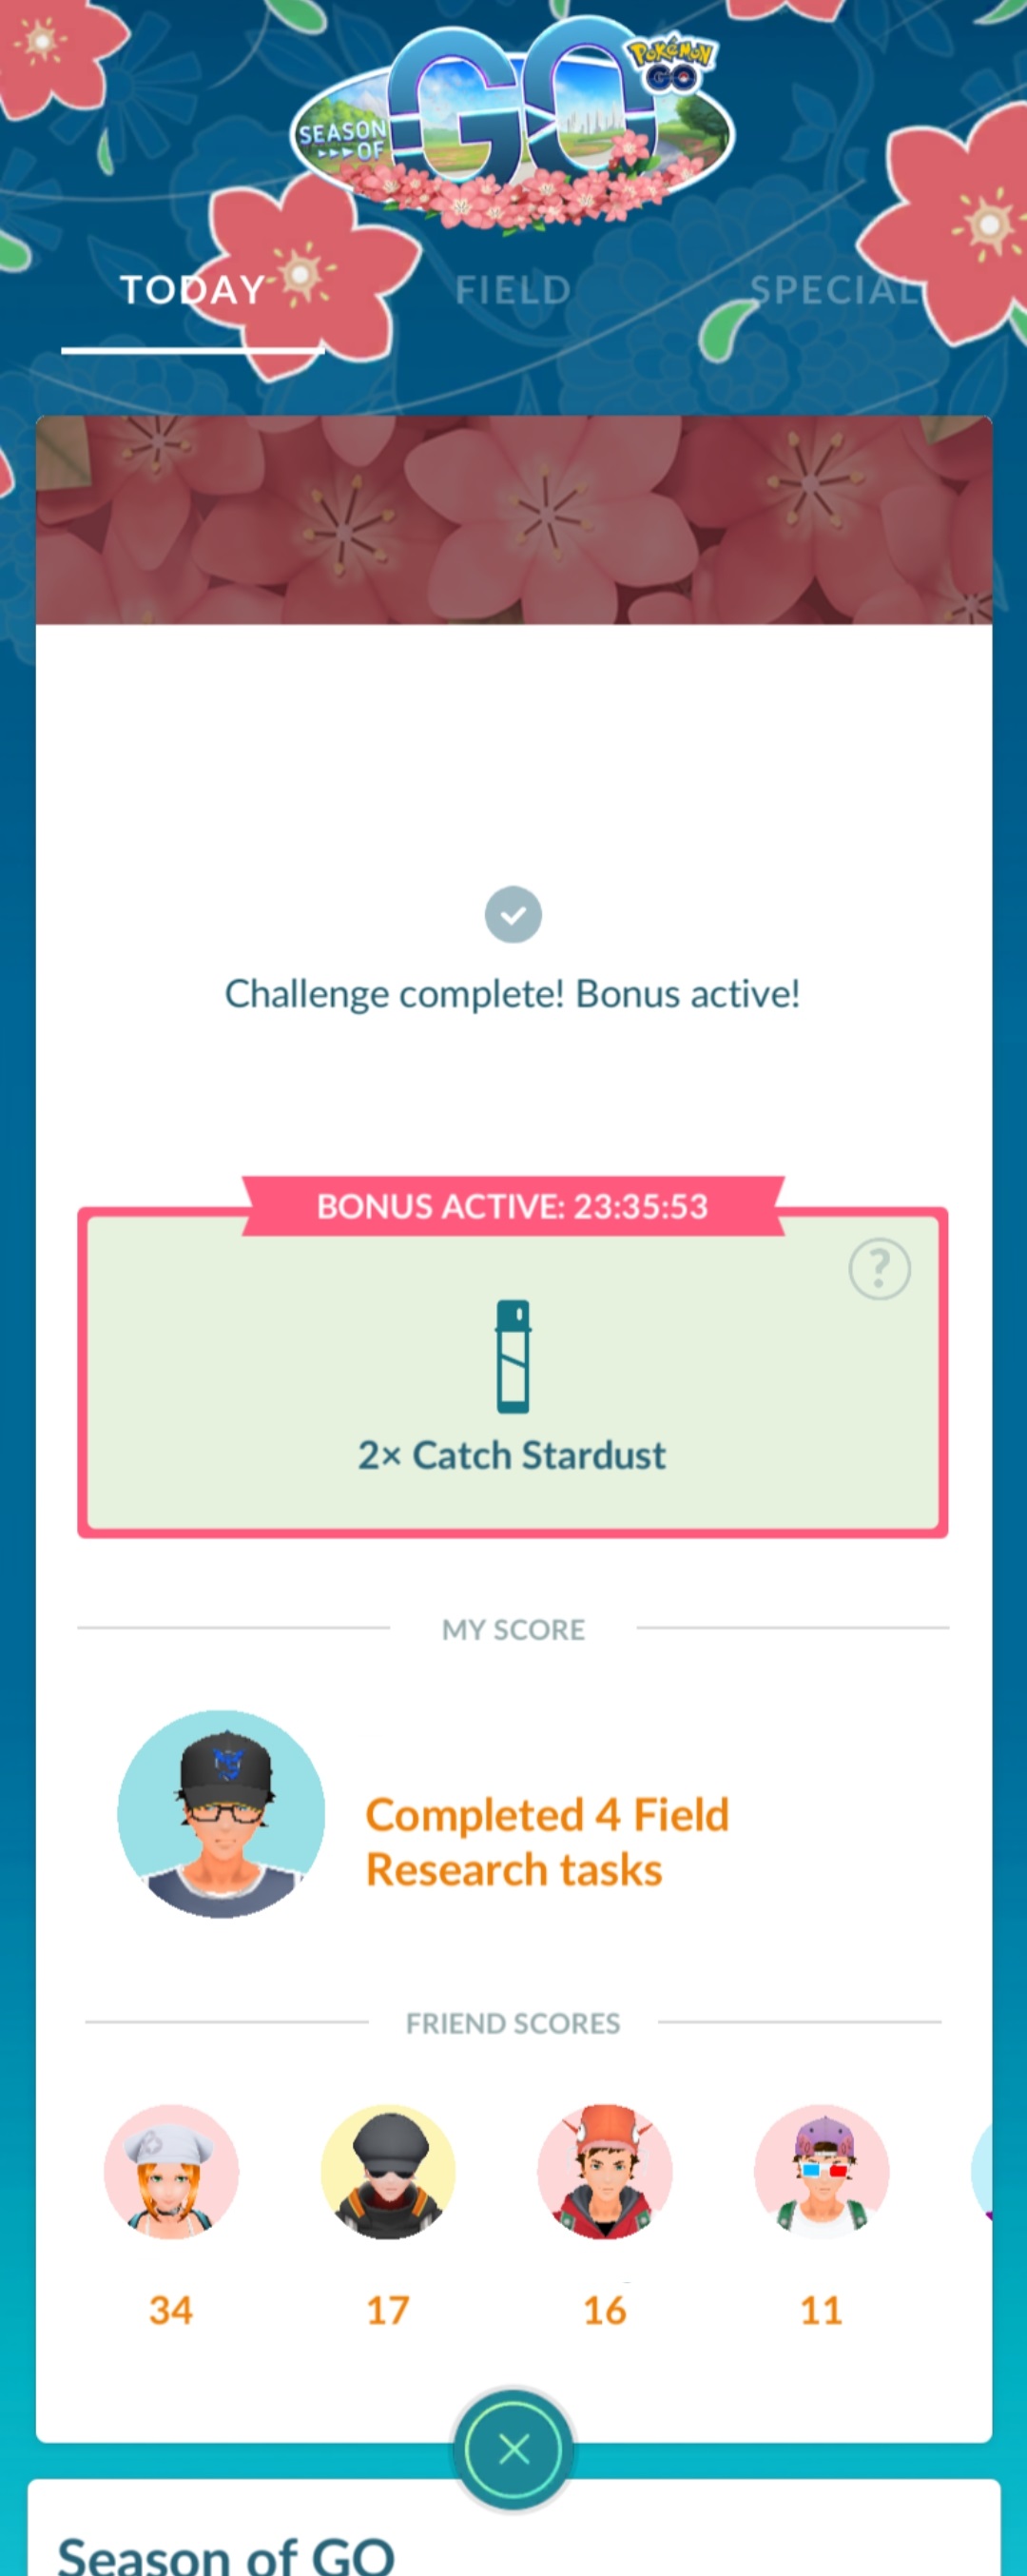 SEASON
OF
GO
POKÉMON
GO
TODAY
FIELD
SPECIAL
Challenge complete! Bonus active!
BONUS ACTIVE: 23:35:53
?
2× Catch Stardust
MY SCORE
Completed 4 Field
Research tasks
FRIEND SCORES
34
17
16
11
Season of GO